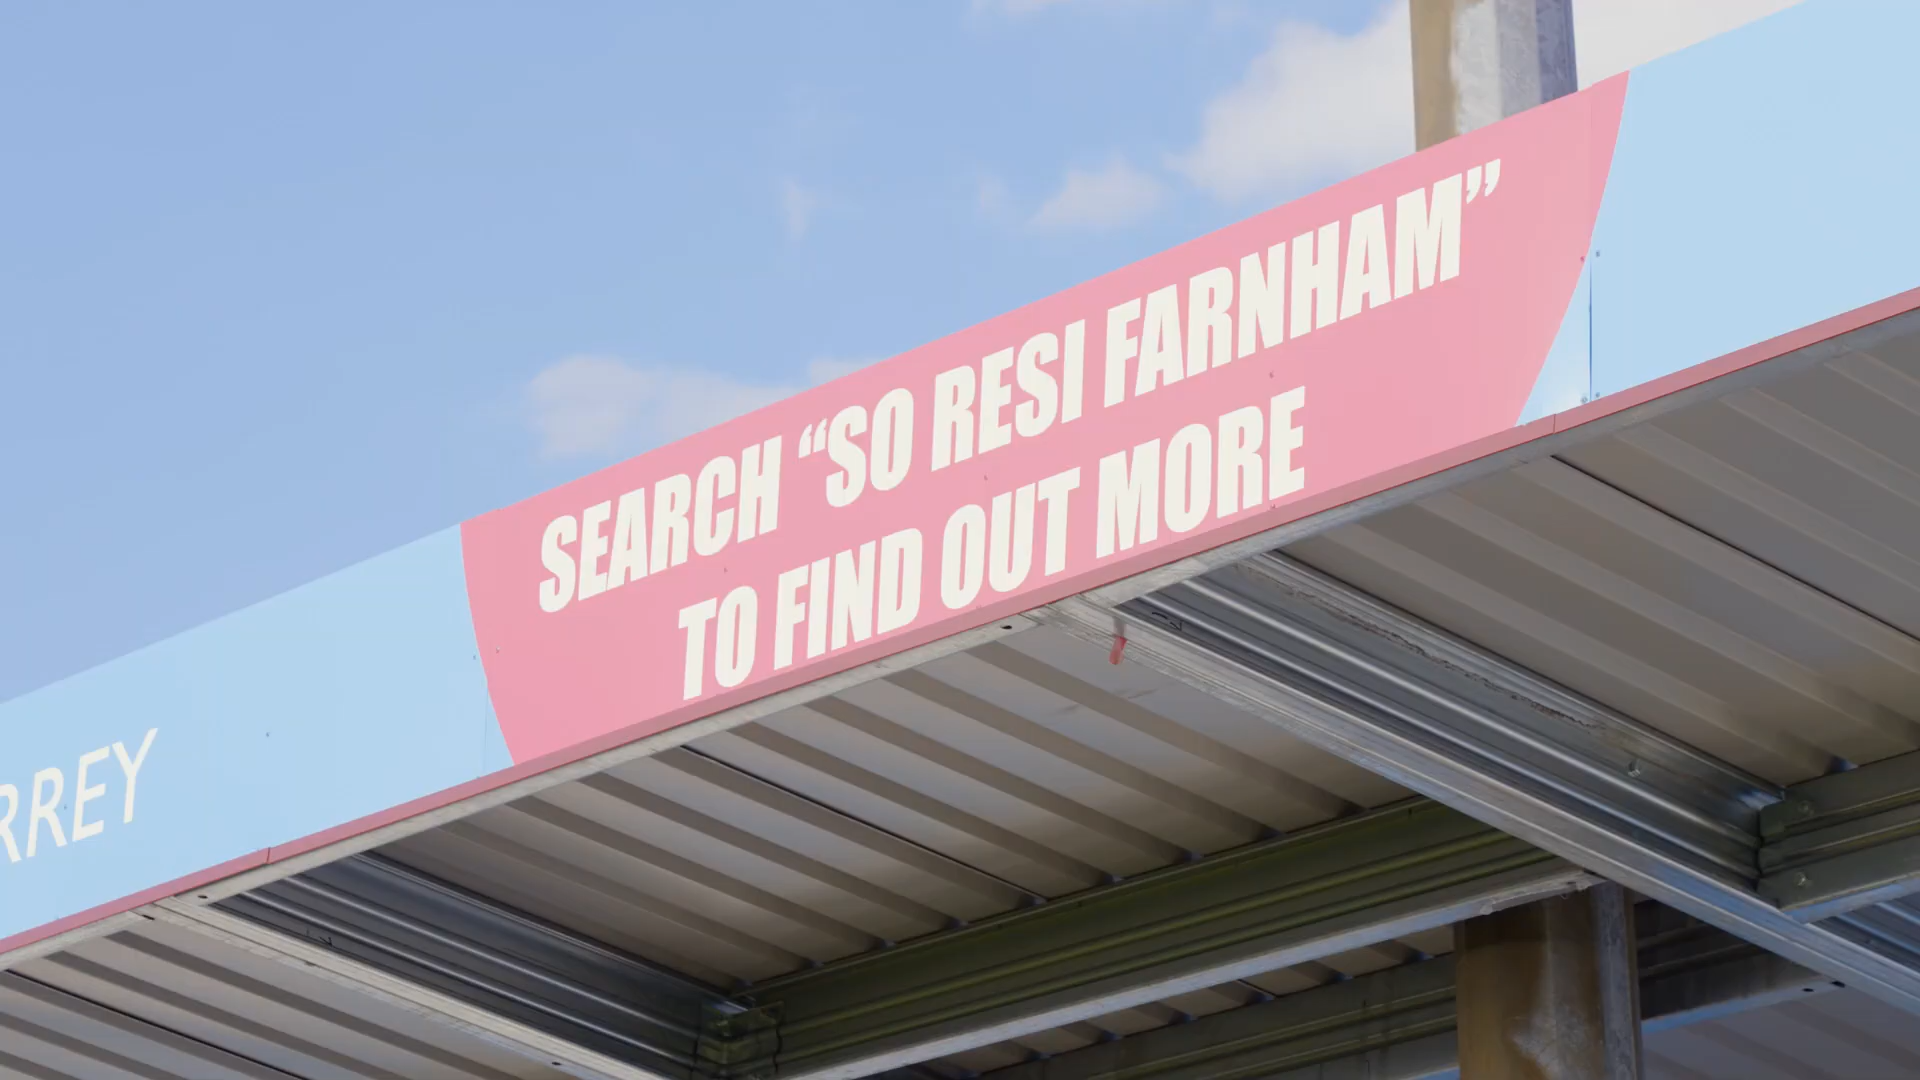 SEARCH “SO RESI FARNHAM”
TO FIND OUT MORE
RREY